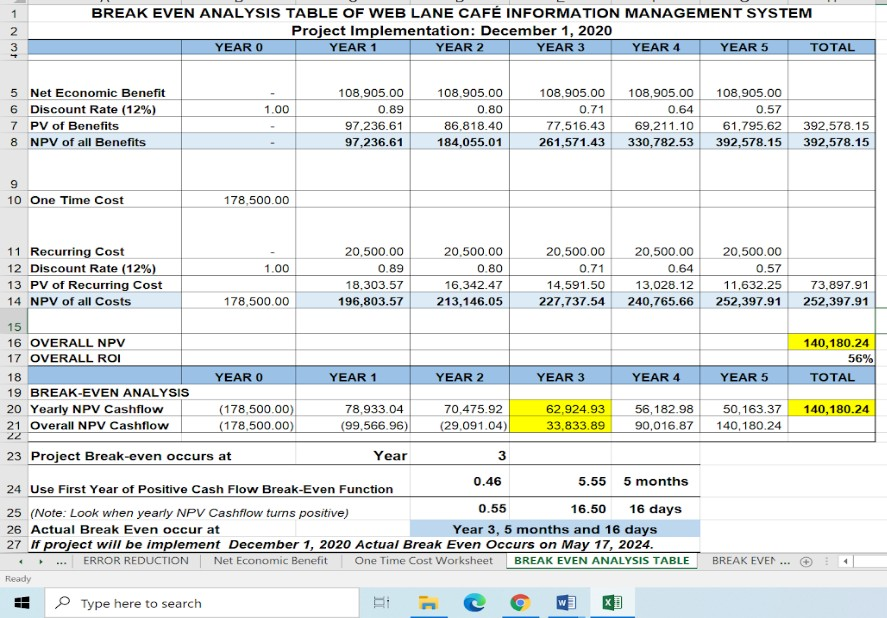 1 BREAK EVEN ANALYSIS TABLE OF WEB LANE CAFÉ INFORMATION MANAGEMENT SYSTEM
2 Project Implementation: December 1, 2020
3 YEAR 0 YEAR 1 YEAR 2 YEAR 3 YEAR 4 YEAR 5 TOTAL
4
5 Net Economic Benefit - 108,905.00 108,905.00 108,905.00 108,905.00 108,905.00
6 Discount Rate (12%) 1.00 0.89 0.80 0.71 0.64 0.57
7 PV of Benefits - 97,236.61 86,818.40 77,516.43 69,211.10 61,795.62 392,578.15
8 NPV of all Benefits - 97,236.61 184,055.01 261,571.43 330,782.53 392,578.15 392,578.15
9
10 One Time Cost 178,500.00
11 Recurring Cost - 20,500.00 20,500.00 20,500.00 20,500.00 20,500.00
12 Discount Rate (12%) 1.00 0.89 0.80 0.71 0.64 0.57
13 PV of Recurring Cost 18,303.57 16,342.47 14,591.50 13,028.12 11,632.25 73,897.91
14 NPV of all Costs 178,500.00 196,803.57 213,146.05 227,737.54 240,765.66 252,397.91 252,397.91
15
16 OVERALL NPV 140,180.24
17 OVERALL ROI 56%
18 YEAR 0 YEAR 1 YEAR 2 YEAR 3 YEAR 4 YEAR 5 TOTAL
19 BREAK-EVEN ANALYSIS
20 Yearly NPV Cashflow (178,500.00) 78,933.04 70,475.92 62,924.93 56,182.98 50,163.37 140,180.24
21 Overall NPV Cashflow (178,500.00) (99,566.96) (29,091.04) 33,833.89 90,016.87 140,180.24
22
23 Project Break-even occurs at Year 3
24 Use First Year of Positive Cash Flow Break-Even Function 0.46 5.55 5 months
25 (Note: Look when yearly NPV Cashflow turns positive) 0.55 16.50 16 days
26 Actual Break Even occur at Year 3, 5 months and 16 days
27 If project will be implement December 1, 2020 Actual Break Even Occurs on May 17, 2024.
... ERROR REDUCTION Net Economic Benefit One Time Cost Worksheet BREAK EVEN ANALYSIS TABLE BREAK EVEN ...
Ready
Type here to search